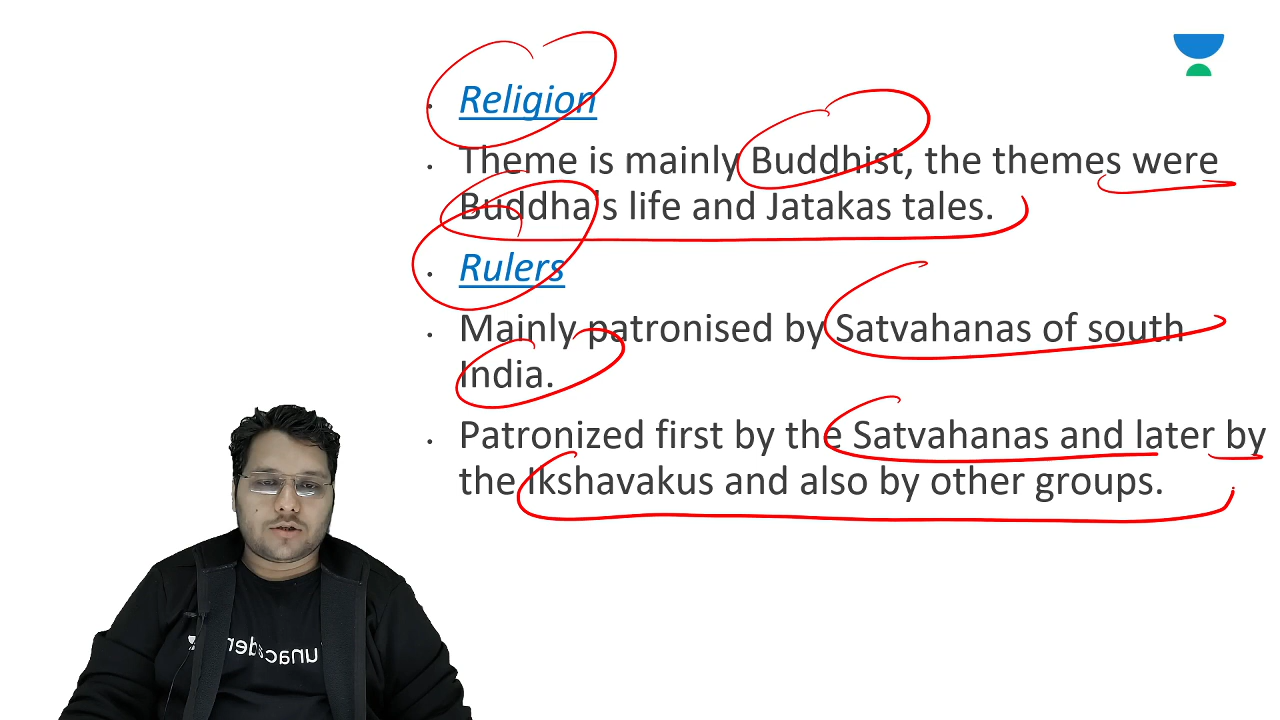 Religion
Theme is mainly Buddhist, the themes were
Buddha's life and Jatakas tales.
Rulers
Mainly patronised by Satvahanas of south
India.
Patronized first by the Satvahanas and later by
the Ikshavakus and also by other groups.